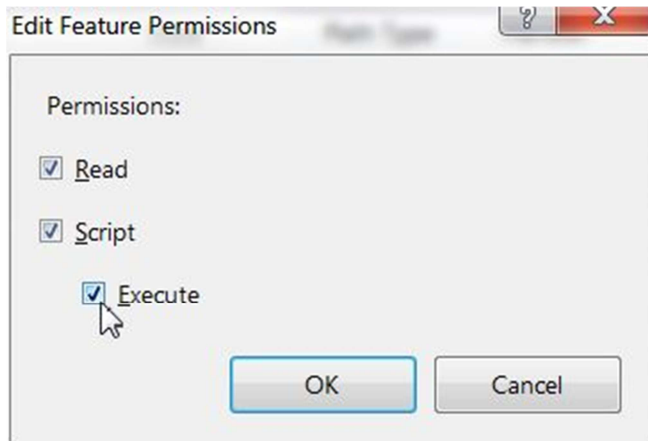 Edit Feature Permissions
Permissions:
Read
Script
Execute
OK
Cancel